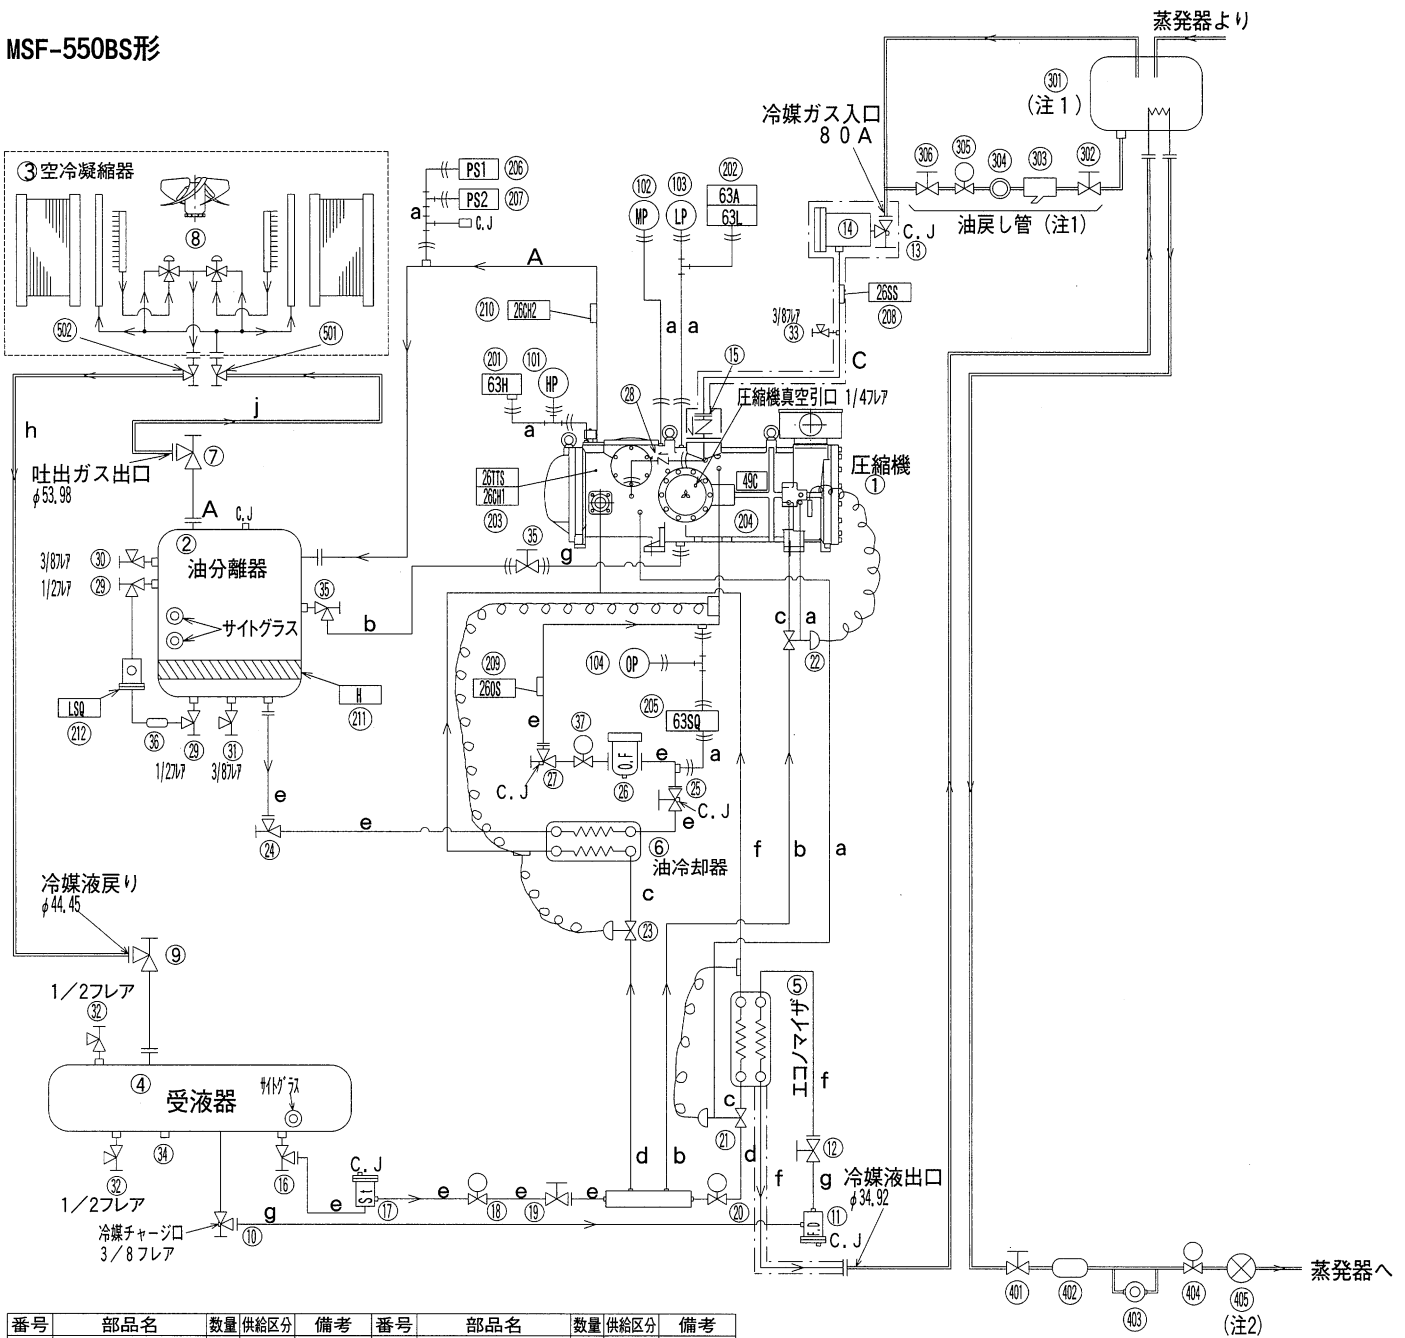 MSF-550BS形
蒸発器より
301
(注1)
冷媒ガス入口
80A
306
305
304
303
302
油戻し管 (注1)
③空冷凝縮器
8
502
501
PS1
206
PS2
207
a
C.J
A
102
MP
103
LP
202
63A
63L
14
C.J
13
26SS
208
3/8フレア
33
C
210
26CH2
201
63H
101
HP
a
a
a
15
28
圧縮機真空引口 1/4フレア
圧縮機
1
49C
204
26TTS
26CH1
203
h
j
7
吐出ガス出口
φ53.98
A
C.J
2
油分離器
サイトグラス
3/8フレア
30
1/2フレア
29
35
b
35
g
LSQ
212
36
29
1/2フレア
31
3/8フレア
H
211
e
e
24
209
26OS
e
104
OP
205
63SQ
a
37
O.F
26
e
27
C.J
25
C.J
e
6
油冷却器
c
23
c
a
22
f
b
a
冷媒液戻り
φ44.45
9
1/2フレア
32
4
受液器
サイトグラス
32
1/2フレア
34
16
冷媒チャージ口
3/8フレア
10
g
C.J
St
17
e
e
18
e
19
e
d
b
20
d
c
21
5
エコノマイザ
f
f
12
g
11
F.D
C.J
冷媒液出口
φ34.92
401
402
403
404
405
(注2)
蒸発器へ
番号 部品名 数量 供給区分 備考 番号 部品名 数量 供給区分 備考